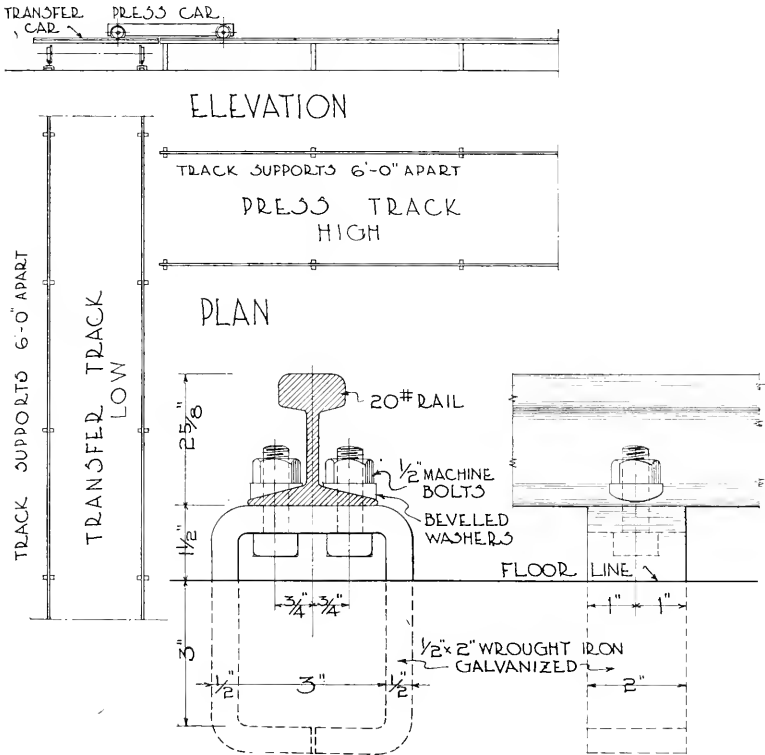 TRANSFER
CAR
PRESS CAR
ELEVATION
TRACK SUPPORTS 6'-0" APART
PRESS TRACK
HIGH
PLAN
TRACK SUPPORTS 6'-0" APART
TRANSFER TRACK
LOW
2 5/8"
20# RAIL
1/2" MACHINE
BOLTS
BEVELED
WASHERS
1 1/2"
FLOOR LINE
3/4" 3/4"
1" 1"
3"
1/2" x 2" WROUGHT IRON
GALVANIZED
1/2" 3" 1/2"
2"